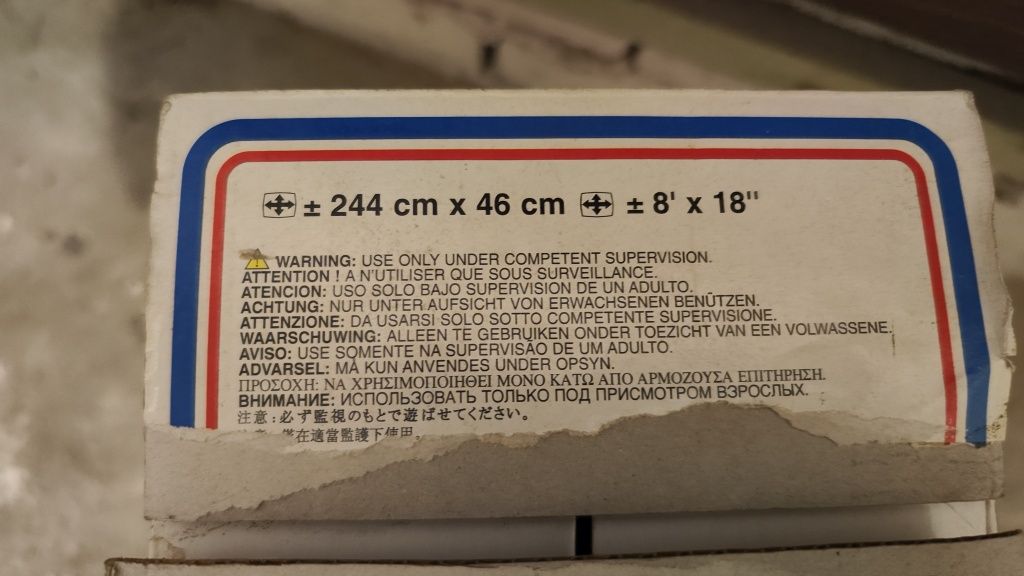 ± 244 cm x 46 cm ± 8' x 18"
WARNING: USE ONLY UNDER COMPETENT SUPERVISION.
ATTENTION ! A N'UTILISER QUE SOUS SURVEILLANCE.
ATENCION: USO SOLO BAJO SUPERVISION DE UN ADULTO.
ACHTUNG: NUR UNTER AUFSICHT VON ERWACHSENEN BENÛTZEN.
ATTENZIONE: DA USARSI SOLO SOTTO COMPETENTE SUPERVISIONE.
WAARSCHUWING: ALLEEN TE GEBRUIKEN ONDER TOEZICHT VAN EEN VOLWASSENE.
AVISO: USE SOMENTE NA SUPERVISÃO DE UM ADULTO.
ADVARSEL: MÅ KUN ANVENDES UNDER OPSYN.
ΠΡΟΣΟΧΗ: ΝΑ ΧΡΗΣΙΜΟΠΟΙΗΘΕΙ ΜΟΝΟ ΚΑΤΩ ΑΠΟ ΑΡΜΟΖΟΥΣΑ ΕΠΙΤΗΡΗΣΗ.
ВНИМАНИЕ: ИСПОЛЬЗОВАТЬ ТОЛЬКО ПОД ПРИСМОТРОМ ВЗРОСЛЫХ.
注意:必ず監視のもとで遊ばせてください。
在適當監護下使用。